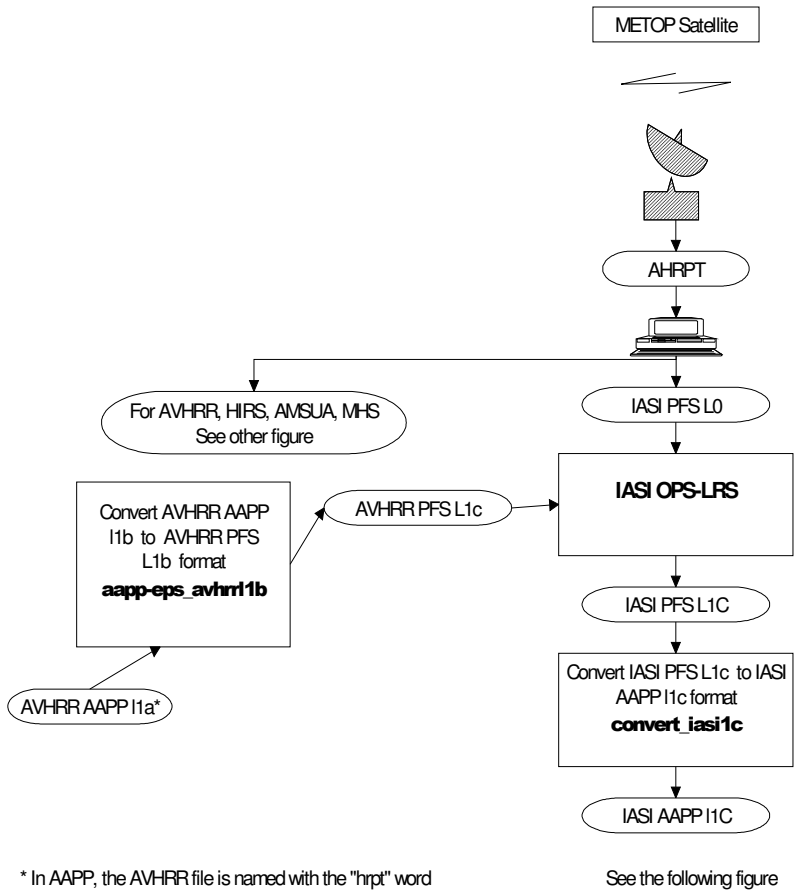 METOP Satellite
AHRPT
For AVHRR, HIRS, AMSUA, MHS
See other figure
IASI PFS L0
IASI OPS-LRS
Convert AVHRR AAPP
l1b to AVHRR PFS
L1b format
aapp-eps_avhrrl1b
AVHRR PFS L1c
IASI PFS L1C
AVHRR AAPP l1a*
Convert IASI PFS L1c to IASI
AAPP l1c format
convert_iasi1c
IASI AAPP l1C
* In AAPP, the AVHRR file is named with the "hrpt" word
See the following figure